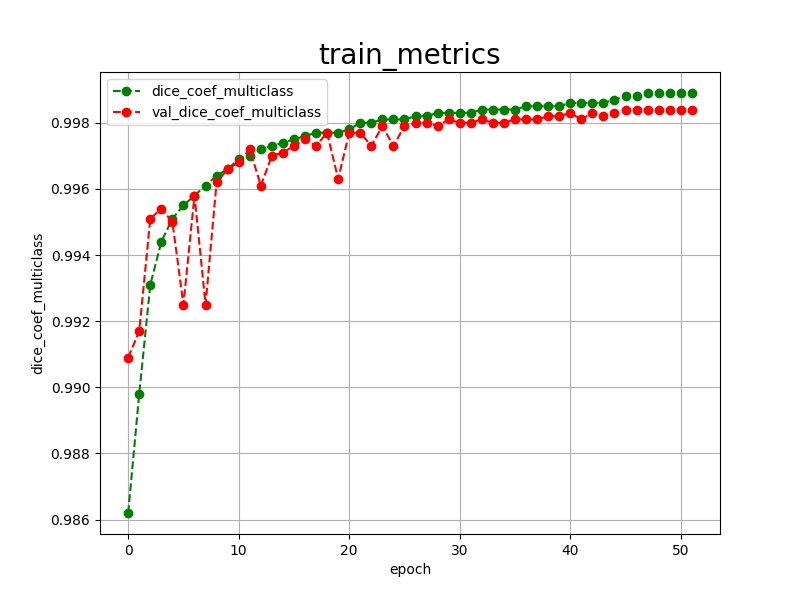 train_metrics
dice_coef_multiclass
val_dice_coef_multiclass
dice_coef_multiclass
0.998
0.996
0.994
0.992
0.990
0.988
0.986
0 10 20 30 40 50
epoch